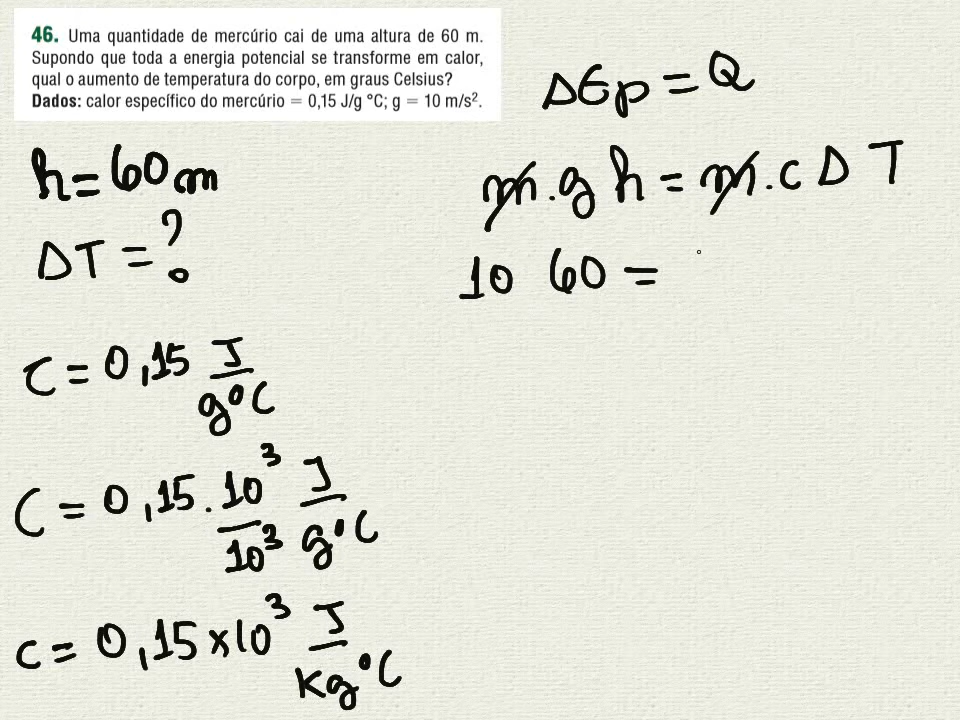 46. Uma quantidade de mercúrio cai de uma altura de 60 m.
Supondo que toda a energia potencial se transforme em calor,
qual o aumento de temperatura do corpo, em graus Celsius?
Dados: calor específico do mercúrio = 0,15 J/g °C; g = 10 m/s².
h = 60 m
ΔT = ?
C = 0,15 J/g°C
C = 0,15 . 10³/10³ J/g°C
c = 0,15 x 10³ J/kg°C
ΔEp = Q
m . g h = m . c Δ T
10 60 =